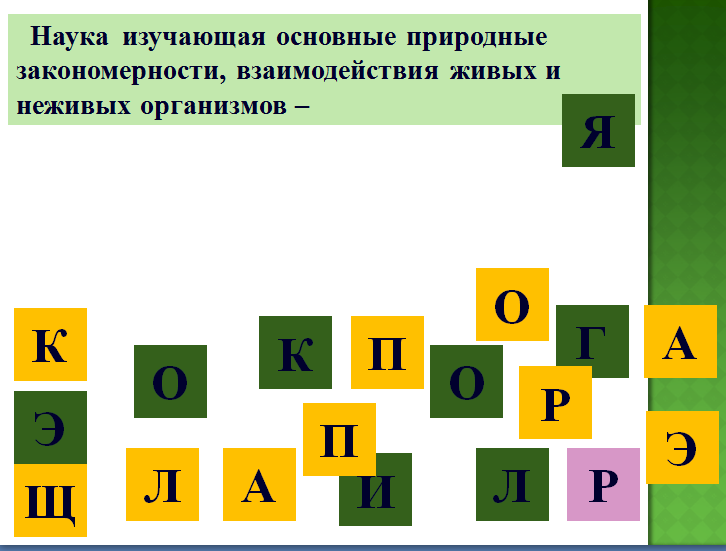 Наука изучающая основные природные
закономерности, взаимодействия живых и
неживых организмов –
Я
О
К О К П О Г А
Э П Р Э
Щ Л А И Л Р